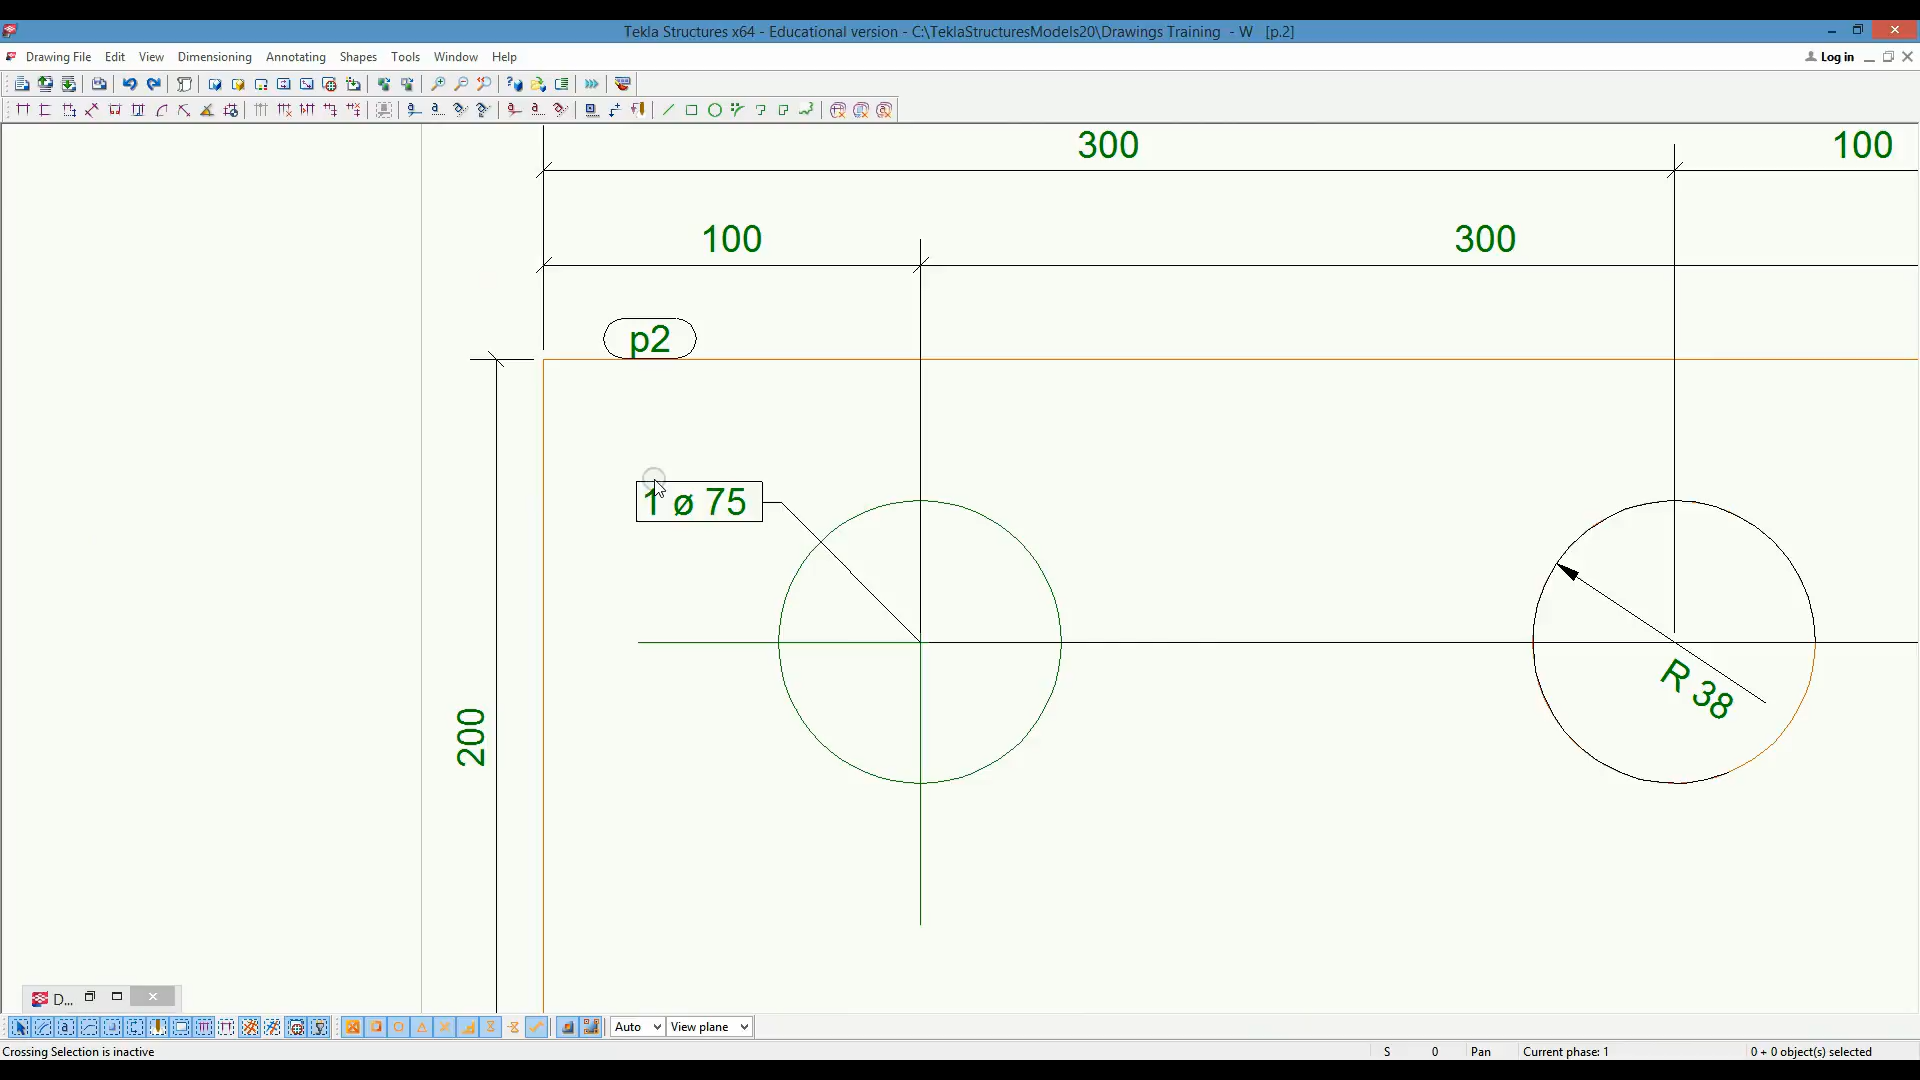 Tekla Structures x64 - Educational version - C:\TeklaStructuresModels20\Drawings Training - W [p.2]
Drawing File Edit View Dimensioning Annotating Shapes Tools Window Help
Log in
300 100
100 300
p2
1 ø 75
R 38
200
D...
Auto View plane
Crossing Selection is inactive S 0 Pan Current phase: 1 0 + 0 object(s) selected